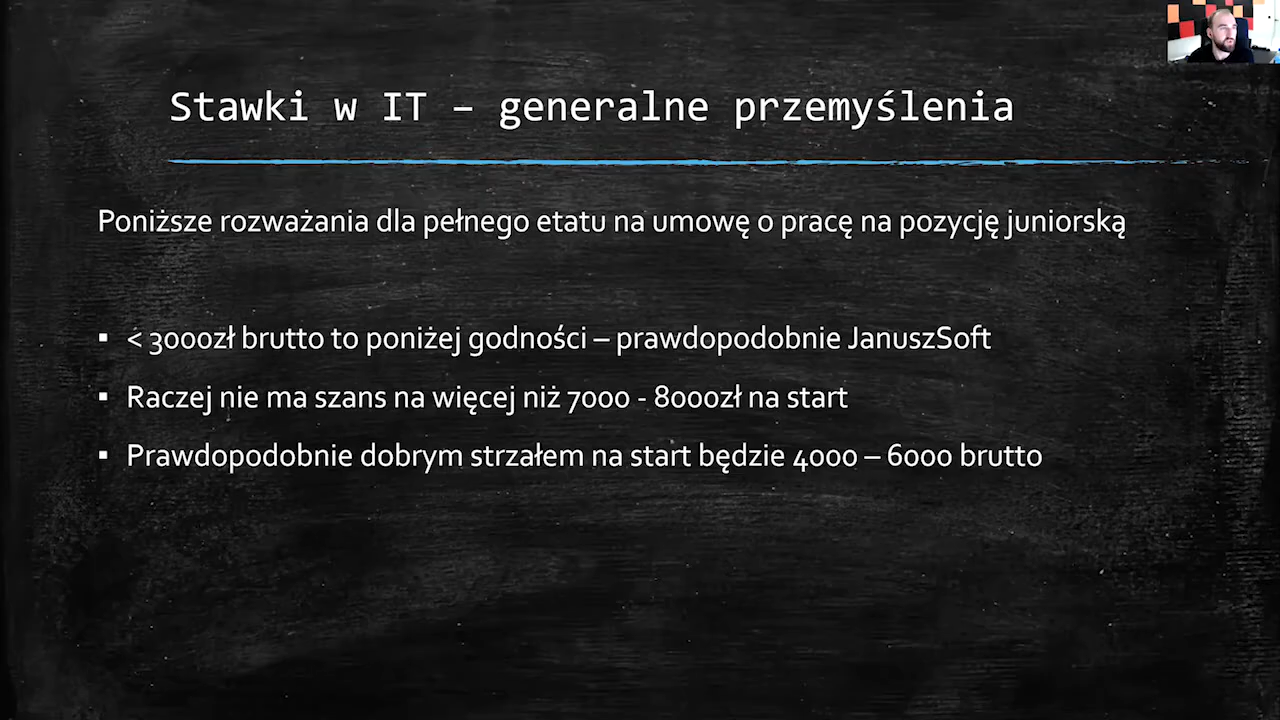 Stawki w IT – generalne przemyślenia
Poniższe rozważania dla pełnego etatu na umowę o pracę na pozycję juniorską
▪ < 3000zł brutto to poniżej godności – prawdopodobnie JanuszSoft
▪ Raczej nie ma szans na więcej niż 7000 - 8000zł na start
▪ Prawdopodobnie dobrym strzałem na start będzie 4000 – 6000 brutto